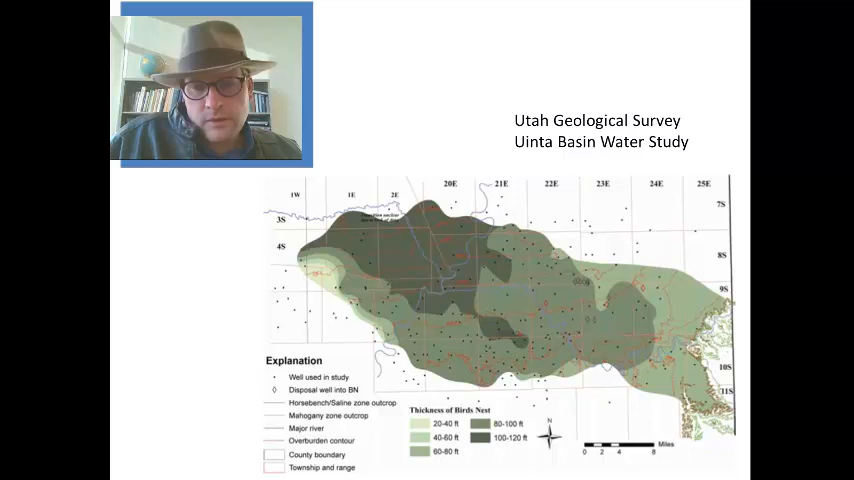 Utah Geological Survey
Uinta Basin Water Study
1W 1E 2E 20E 21E 22E 23E 24E 25E
3S
4S
7S
8S
9S
10S
11S
Explanation
Well used in study
Disposal well into BN
Horsebench/Saline zone outcrop
Mahogany zone outcrop
Major river
Overburden contour
County boundary
Township and range
Thickness of Birds Nest
20-40 ft 80-100 ft
40-60 ft 100-120 ft
60-80 ft
N
Miles
0 2 4 8